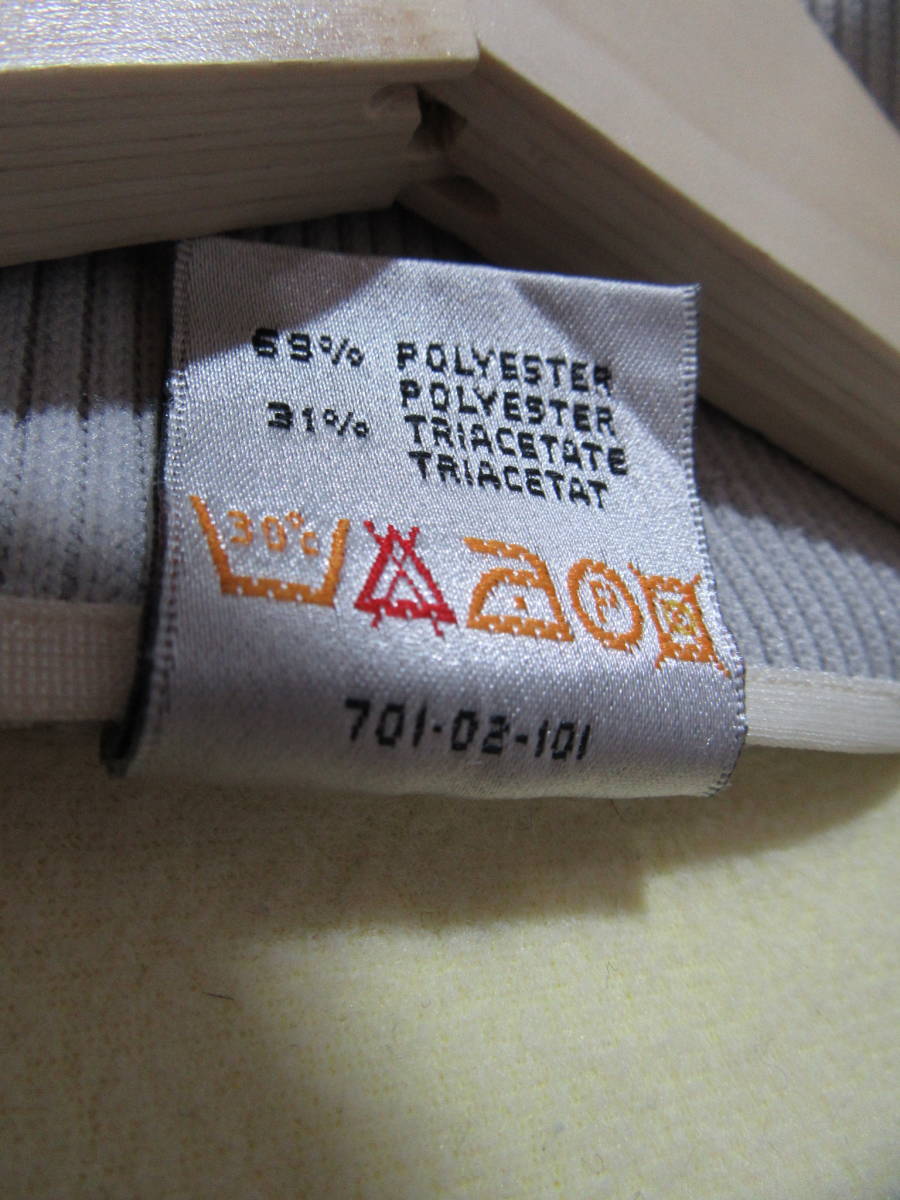 69% POLYESTER
POLYESTER
31% TRIACETATE
TRIACETAT
30°C
P
701-02-101